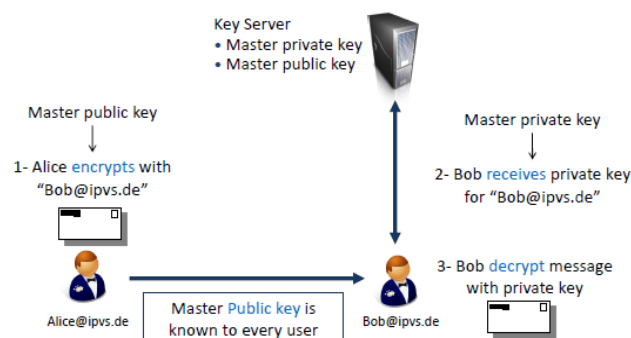 Key Server
• Master private key
• Master public key
Master public key
1- Alice encrypts with
"Bob@ipvs.de"
Alice@ipvs.de
Master Public key is
known to every user
Master private key
2- Bob receives private key
for "Bob@ipvs.de"
3- Bob decrypt message
with private key
Bob@ipvs.de